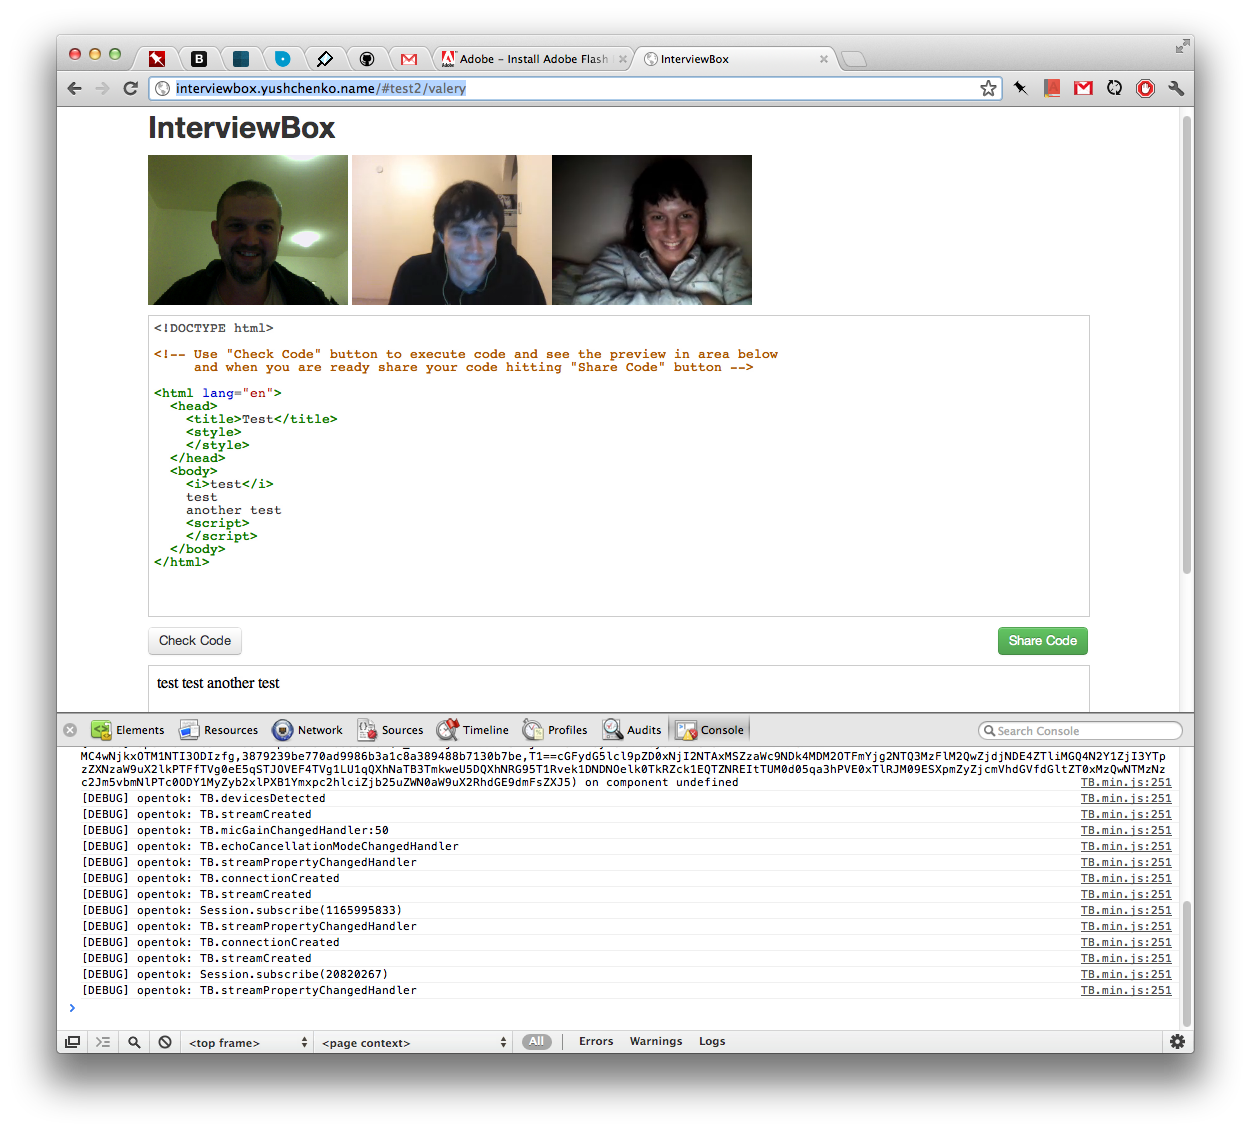 Adobe – Install Adobe Flash
InterviewBox
interviewbox.yushchenko.name/#test2/valery
InterviewBox
<!DOCTYPE html>
<!-- Use "Check Code" button to execute code and see the preview in area below
and when you are ready share your code hitting "Share Code" button -->
<html lang="en">
<head>
<title>Test</title>
<style>
</style>
</head>
<body>
<i>test</i>
test
another test
<script>
</script>
</body>
</html>
Check Code
Share Code
test test another test
Elements Resources Network Sources Timeline Profiles Audits Console Search Console
c2Jm5vbmNlPTc0ODY1MyZyb2xlPXB1Ymxpc2hlciZjb25uZWN0aW9uX2RhdGE9dmFsZXJ5) on component undefined TB.min.js:251
[DEBUG] opentok: TB.devicesDetected TB.min.js:251
[DEBUG] opentok: TB.streamCreated TB.min.js:251
[DEBUG] opentok: TB.micGainChangedHandler:50 TB.min.js:251
[DEBUG] opentok: TB.echoCancellationModeChangedHandler TB.min.js:251
[DEBUG] opentok: TB.streamPropertyChangedHandler TB.min.js:251
[DEBUG] opentok: TB.connectionCreated TB.min.js:251
[DEBUG] opentok: TB.streamCreated TB.min.js:251
[DEBUG] opentok: Session.subscribe(1165995833) TB.min.js:251
[DEBUG] opentok: TB.streamPropertyChangedHandler TB.min.js:251
[DEBUG] opentok: TB.connectionCreated TB.min.js:251
[DEBUG] opentok: TB.streamCreated TB.min.js:251
[DEBUG] opentok: Session.subscribe(20820267) TB.min.js:251
[DEBUG] opentok: TB.streamPropertyChangedHandler TB.min.js:251
<top frame> <page context> All Errors Warnings Logs